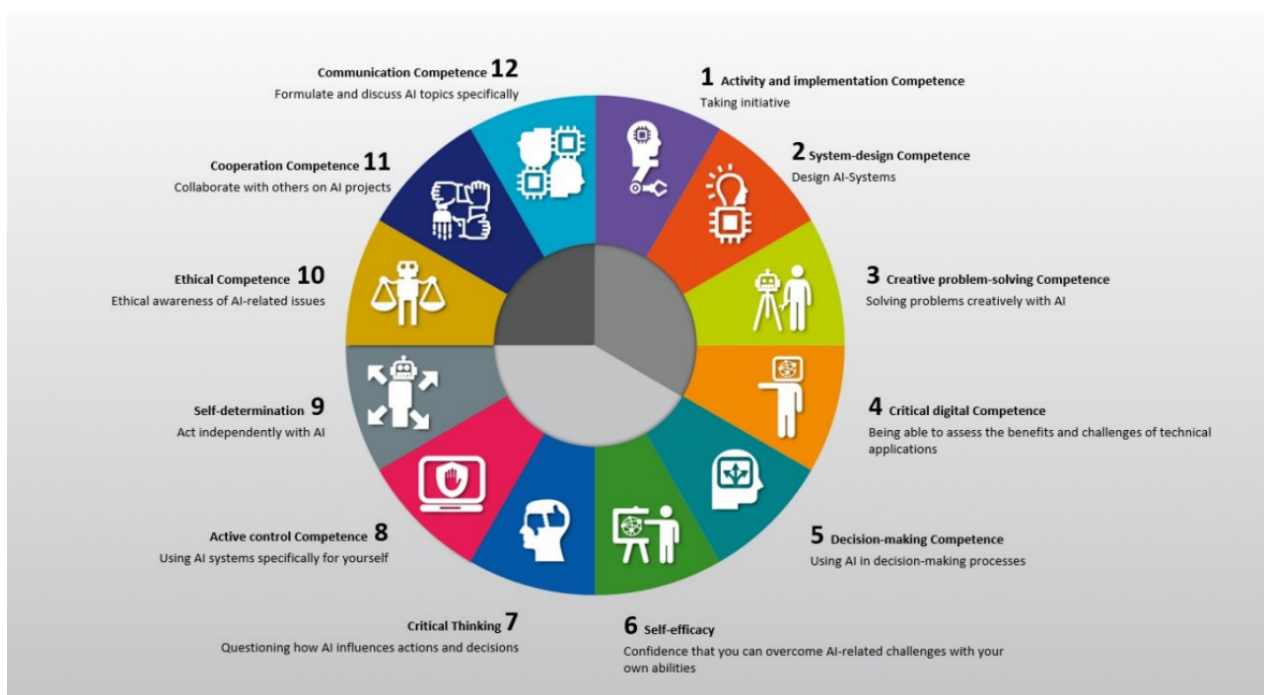 1 Activity and implementation Competence
Taking initiative
2 System-design Competence
Design AI-Systems
3 Creative problem-solving Competence
Solving problems creatively with AI
4 Critical digital Competence
Being able to assess the benefits and challenges of technical
applications
5 Decision-making Competence
Using AI in decision-making processes
6 Self-efficacy
Confidence that you can overcome AI-related challenges with your
own abilities
Critical Thinking 7
Questioning how AI influences actions and decisions
Active control Competence 8
Using AI systems specifically for yourself
Self-determination 9
Act independently with AI
Ethical Competence 10
Ethical awareness of AI-related issues
Cooperation Competence 11
Collaborate with others on AI projects
Communication Competence 12
Formulate and discuss AI topics specifically